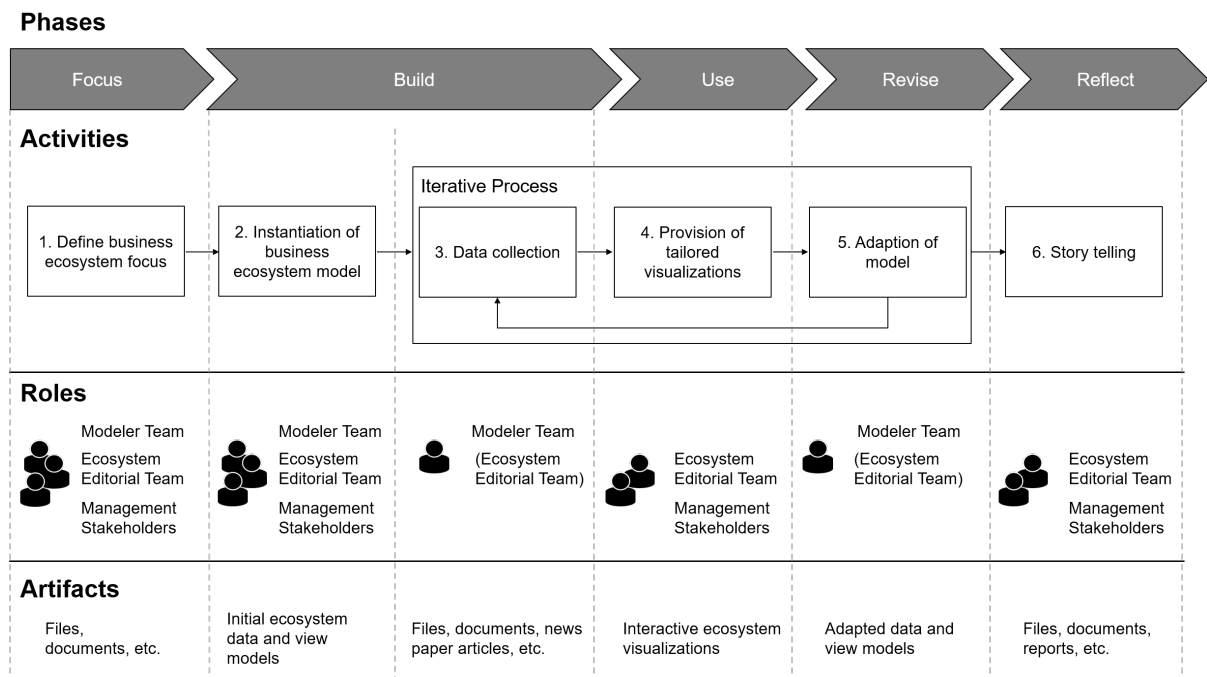 Phases
Focus
Build
Use
Revise
Reflect
Activities
Iterative Process
1. Define business
ecosystem focus
2. Instantiation of
business
ecosystem model
3. Data collection
4. Provision of
tailored
visualizations
5. Adaption of
model
6. Story telling
Roles
Modeler Team
Ecosystem
Editorial Team
Management
Stakeholders
Modeler Team
Ecosystem
Editorial Team
Management
Stakeholders
Modeler Team
(Ecosystem
Editorial Team)
Ecosystem
Editorial Team
Management
Stakeholders
Modeler Team
(Ecosystem
Editorial Team)
Ecosystem
Editorial Team
Management
Stakeholders
Artifacts
Files,
documents, etc.
Initial ecosystem
data and view
models
Files, documents, news
paper articles, etc.
Interactive ecosystem
visualizations
Adapted data and
view models
Files, documents,
reports, etc.